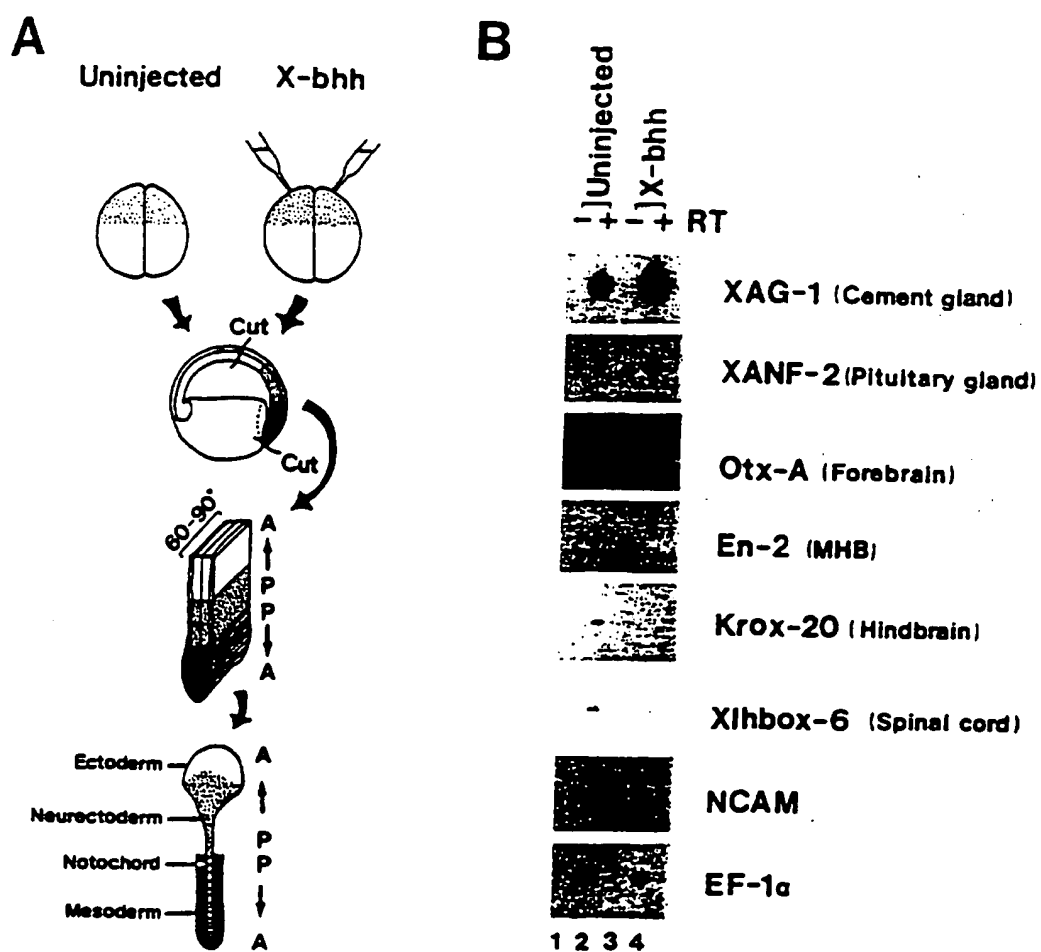 A
Uninjected X-bhh
Cut
Cut
60-90°
A
P
P
A
Ectoderm
Neurectoderm
Notochord
Mesoderm
A
P
P
A
B
- + ]Uninjected
- + ]X-bhh
RT
XAG-1 (Cement gland)
XANF-2 (Pituitary gland)
Otx-A (Forebrain)
En-2 (MHB)
Krox-20 (Hindbrain)
Xlhbox-6 (Spinal cord)
NCAM
EF-1α
1 2 3 4